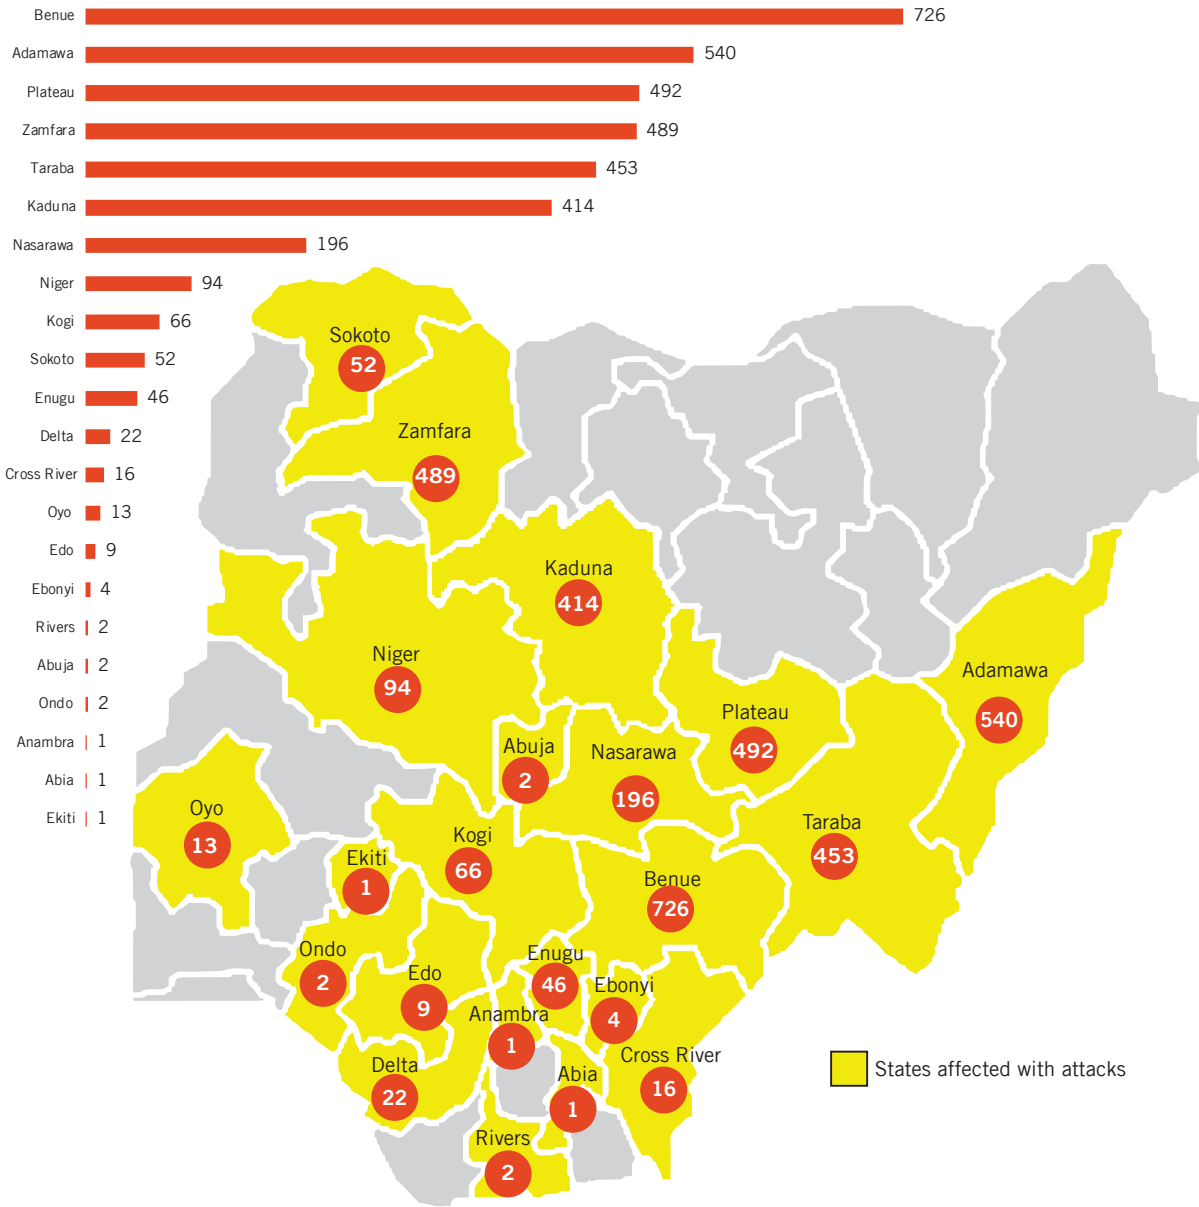 Benue 726
Adamawa 540
Plateau 492
Zamfara 489
Taraba 453
Kaduna 414
Nasarawa 196
Niger 94
Kogi 66
Sokoto 52
Enugu 46
Delta 22
Cross River 16
Oyo 13
Edo 9
Ebonyi 4
Rivers 2
Abuja 2
Ondo 2
Anambra 1
Abia 1
Ekiti 1
Sokoto
52
Zamfara
489
Kaduna
414
Niger
94
Adamawa
540
Plateau
492
Abuja
2
Nasarawa
196
Oyo
13
Taraba
453
Kogi
66
Ekiti
1
Benue
726
Ondo
2
Edo
9
Enugu
46
Ebonyi
4
Anambra
1
Cross River
16
Delta
22
Abia
1
Rivers
2
States affected with attacks